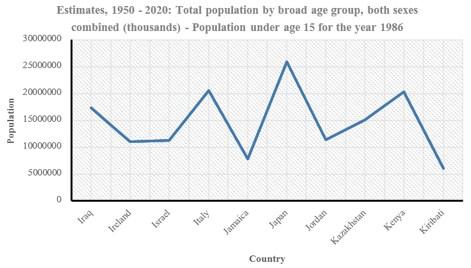 Estimates, 1950 - 2020: Total population by broad age group, both sexes
combined (thousands) - Population under age 15 for the year 1986
30000000
25000000
20000000
15000000
10000000
5000000
0
Population
Iraq
Ireland
Israel
Italy
Jamaica
Japan
Jordan
Kazakhstan
Kenya
Kiribati
Country